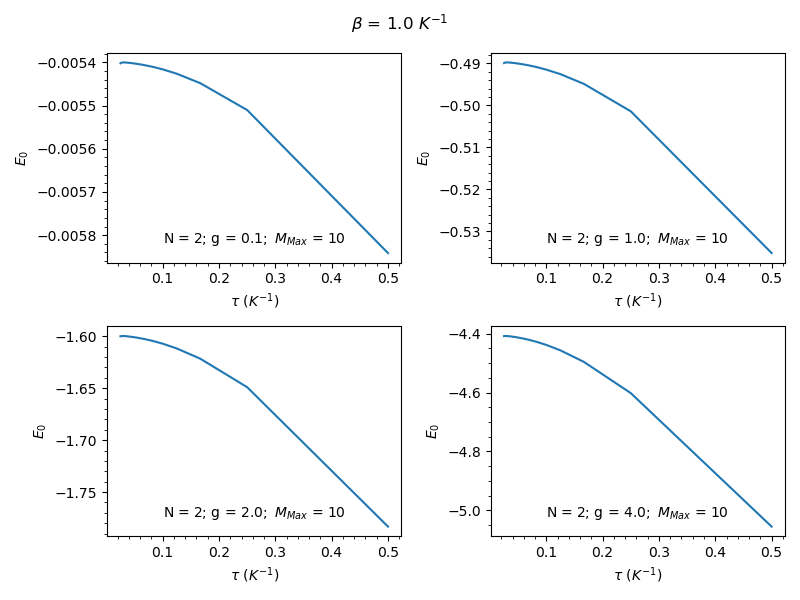 β = 1.0 K⁻¹
−0.0054
−0.0055
−0.0056
−0.0057
−0.0058
E₀
N = 2; g = 0.1; M_Max = 10
0.1 0.2 0.3 0.4 0.5
τ (K⁻¹)
−0.49
−0.50
−0.51
−0.52
−0.53
E₀
N = 2; g = 1.0; M_Max = 10
0.1 0.2 0.3 0.4 0.5
τ (K⁻¹)
−1.60
−1.65
−1.70
−1.75
E₀
N = 2; g = 2.0; M_Max = 10
0.1 0.2 0.3 0.4 0.5
τ (K⁻¹)
−4.4
−4.6
−4.8
−5.0
E₀
N = 2; g = 4.0; M_Max = 10
0.1 0.2 0.3 0.4 0.5
τ (K⁻¹)